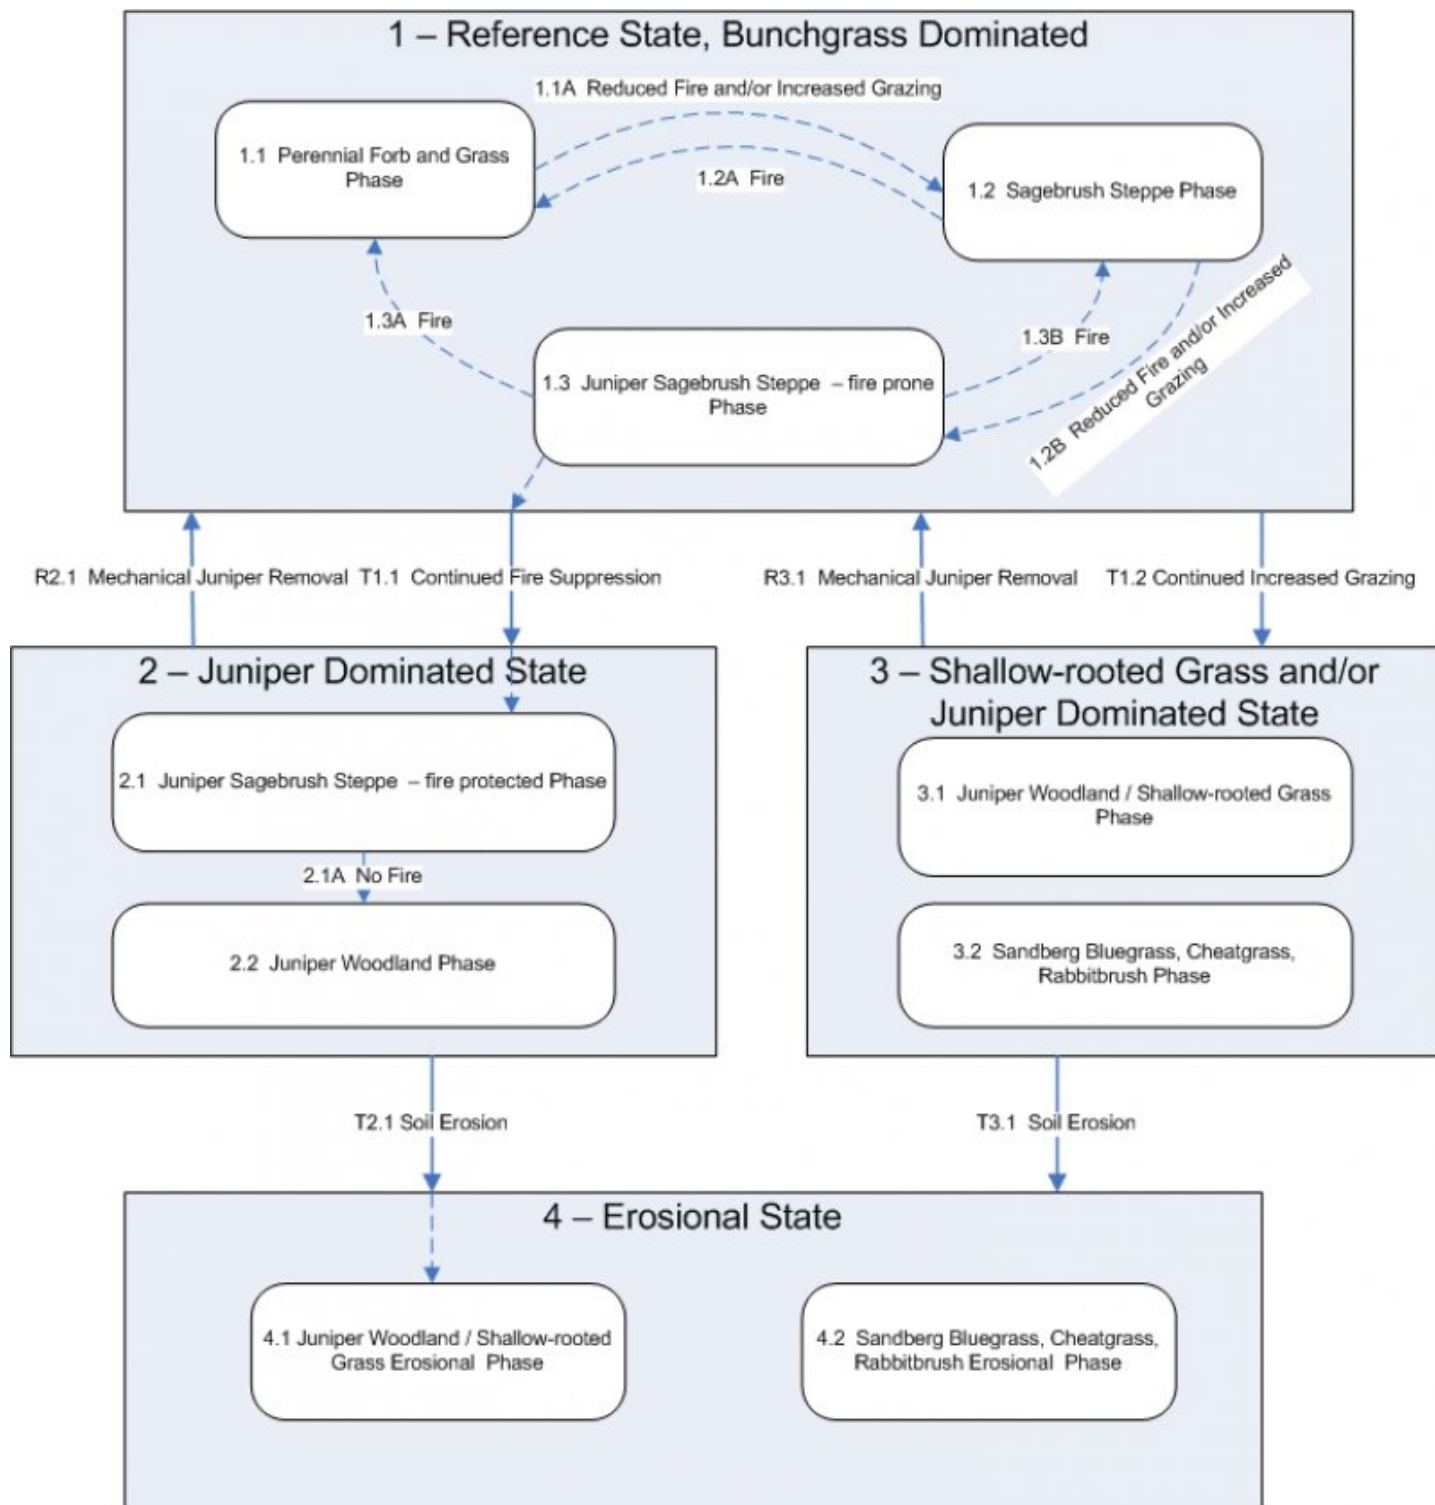 1 – Reference State, Bunchgrass Dominated
1.1A Reduced Fire and/or Increased Grazing
1.1 Perennial Forb and Grass
Phase
1.2A Fire
1.2 Sagebrush Steppe Phase
1.3A Fire
1.3B Fire
1.2B Reduced Fire and/or Increased
Grazing
1.3 Juniper Sagebrush Steppe – fire prone
Phase
R2.1 Mechanical Juniper Removal
T1.1 Continued Fire Suppression
R3.1 Mechanical Juniper Removal
T1.2 Continued Increased Grazing
2 – Juniper Dominated State
2.1 Juniper Sagebrush Steppe – fire protected Phase
2.1A No Fire
2.2 Juniper Woodland Phase
3 – Shallow-rooted Grass and/or
Juniper Dominated State
3.1 Juniper Woodland / Shallow-rooted Grass
Phase
3.2 Sandberg Bluegrass, Cheatgrass,
Rabbitbrush Phase
T2.1 Soil Erosion
T3.1 Soil Erosion
4 – Erosional State
4.1 Juniper Woodland / Shallow-rooted
Grass Erosional Phase
4.2 Sandberg Bluegrass, Cheatgrass,
Rabbitbrush Erosional Phase